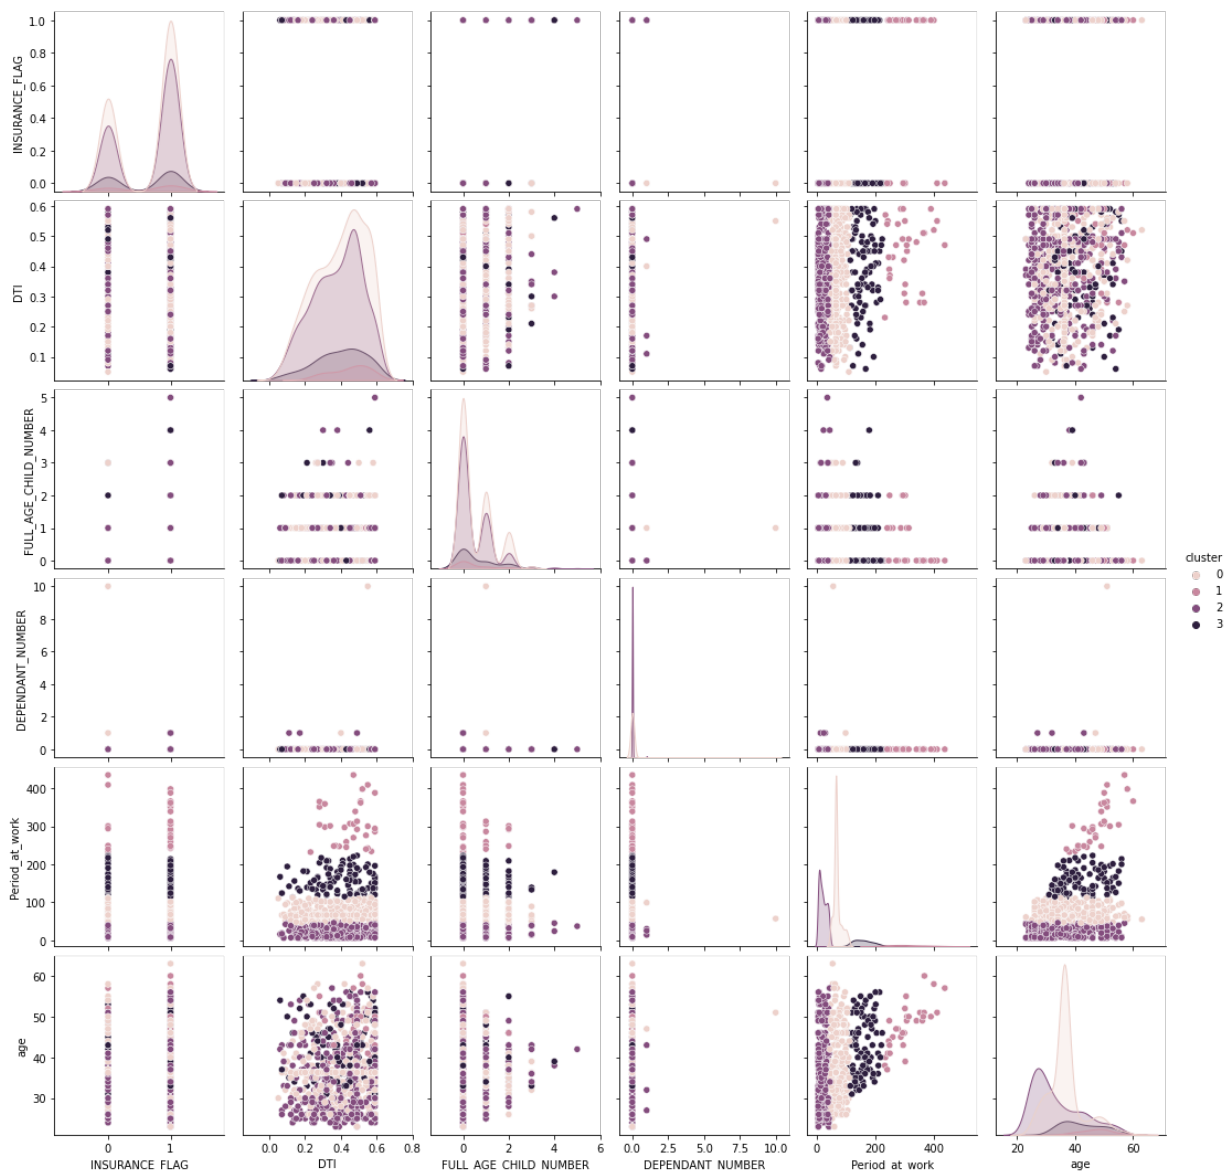 INSURANCE_FLAG
1.0
0.8
0.6
0.4
0.2
0.0
DTI
0.6
0.5
0.4
0.3
0.2
0.1
FULL_AGE_CHILD_NUMBER
5
4
3
2
1
0
cluster
0
1
2
3
DEPENDANT_NUMBER
10
8
6
4
2
0
Period_at_work
400
300
200
100
0
age
60
50
40
30
0 1
INSURANCE_FLAG
0.0 0.2 0.4 0.6 0.8
DTI
0 2 4 6
FULL_AGE_CHILD_NUMBER
0.0 2.5 5.0 7.5 10.0
DEPENDANT_NUMBER
0 200 400
Period_at_work
20 40 60
age